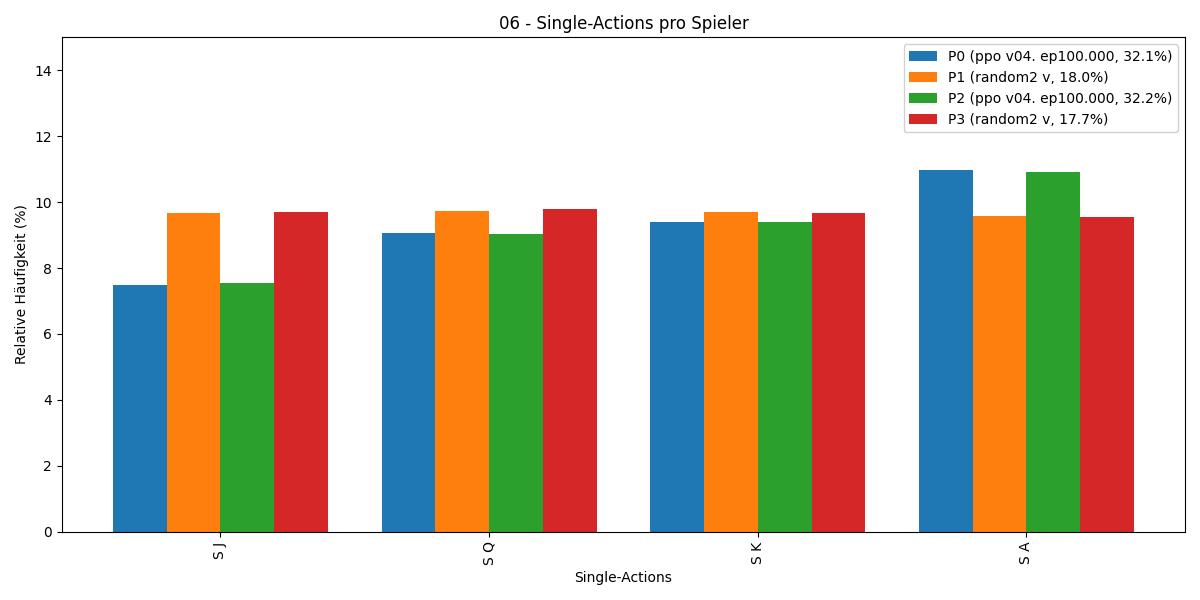 06 - Single-Actions pro Spieler
P0 (ppo v04. ep100.000, 32.1%)
P1 (random2 v, 18.0%)
P2 (ppo v04. ep100.000, 32.2%)
P3 (random2 v, 17.7%)
Relative Häufigkeit (%)
14
12
10
8
6
4
2
0
S J
S Q
S K
S A
Single-Actions